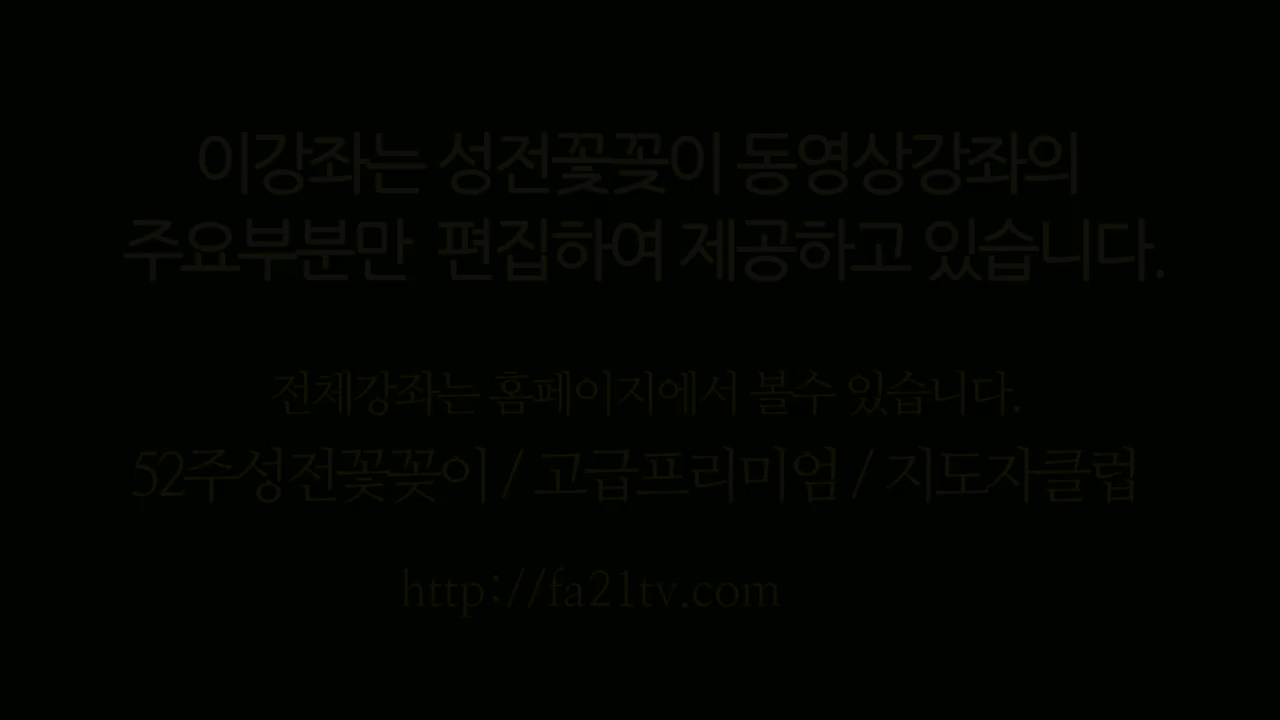 이강좌는 성전꽃꽃이 동영상강좌의
주요부분만 편집하여 제공하고 있습니다.
전체강좌는 홈페이지에서 볼수 있습니다.
52주성전꽃꽃이 / 고급프리미엄 / 지도자클럽
http://fa21tv.com